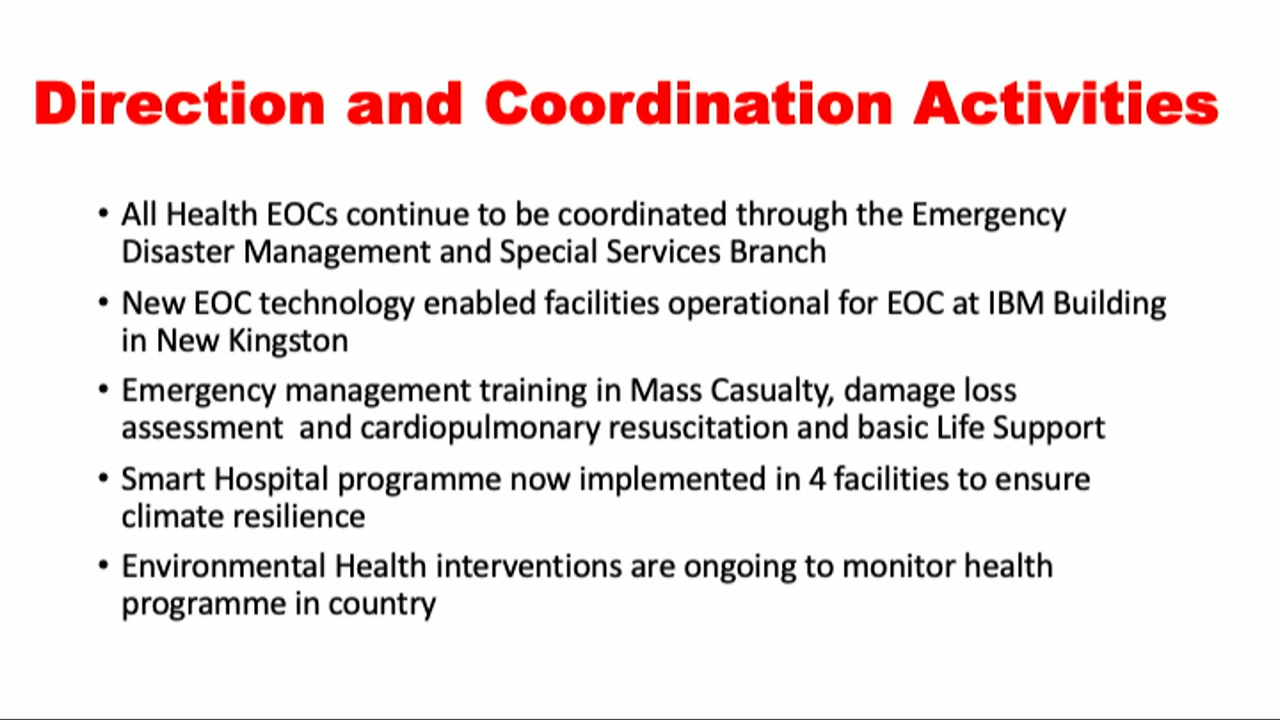 Direction and Coordination Activities
• All Health EOCs continue to be coordinated through the Emergency
Disaster Management and Special Services Branch
• New EOC technology enabled facilities operational for EOC at IBM Building
in New Kingston
• Emergency management training in Mass Casualty, damage loss
assessment  and cardiopulmonary resuscitation and basic Life Support
• Smart Hospital programme now implemented in 4 facilities to ensure
climate resilience
• Environmental Health interventions are ongoing to monitor health
programme in country